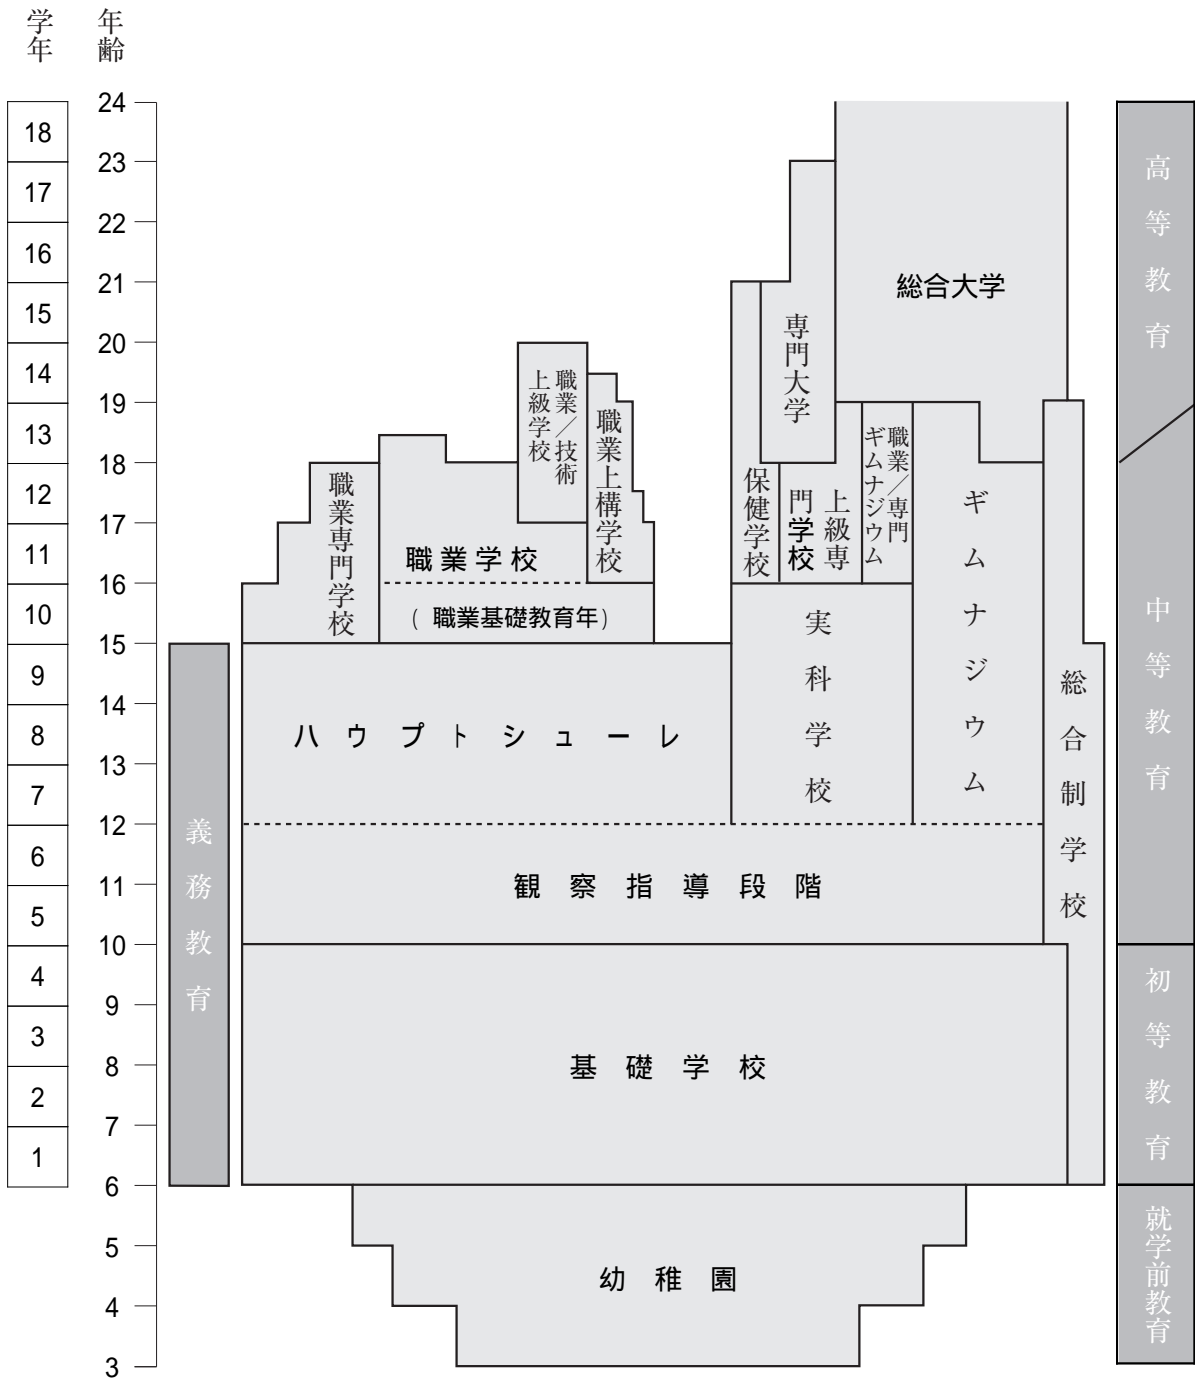 学年
年齢
18
17
16
15
14
13
12
11
10
9
8
7
6
5
4
3
2
1
24
23
22
21
20
19
18
17
16
15
14
13
12
11
10
9
8
7
6
5
4
3
義務教育
総合大学
専門大学
職業/技術
上級学校
職業上構学校
職業専門学校
職業学校
(職業基礎教育年)
保健学校
上級専
門学校
職業/専門
ギムナジウム
ギムナジウム
実科学校
総合制学校
ハウプトシューレ
観察指導段階
基礎学校
幼稚園
高等教育
中等教育
初等教育
就学前教育